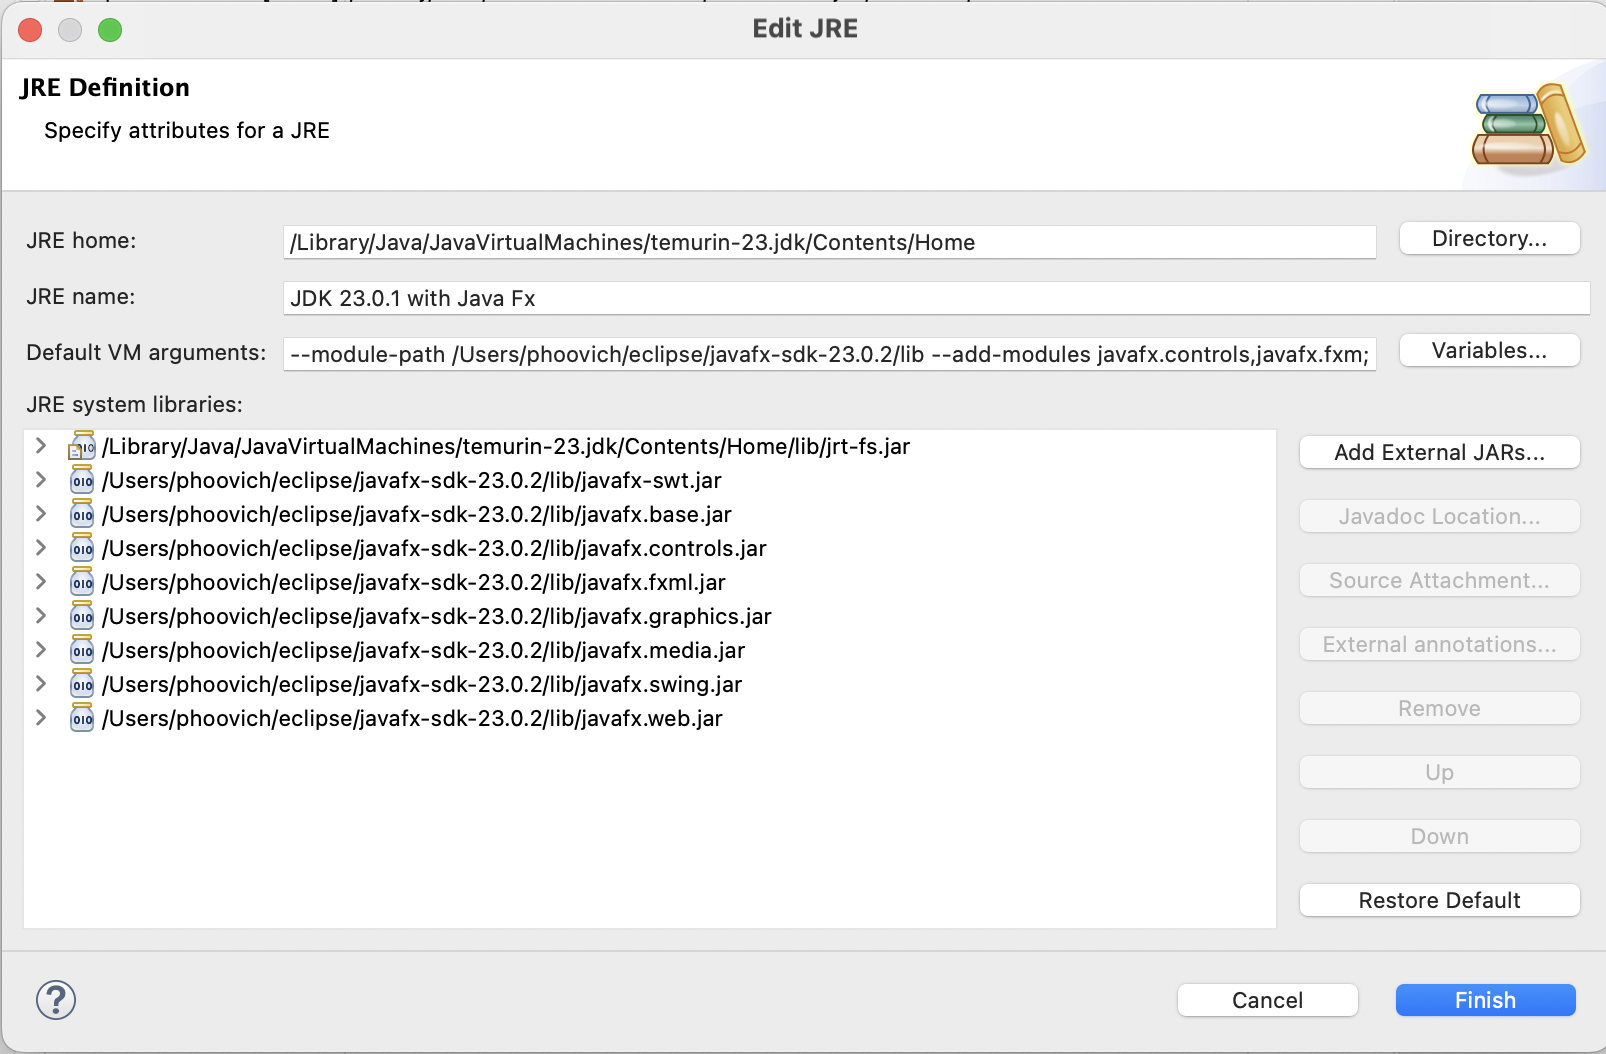 Edit JRE
JRE Definition
Specify attributes for a JRE
JRE home:
/Library/Java/JavaVirtualMachines/temurin-23.jdk/Contents/Home
Directory...
JRE name:
JDK 23.0.1 with Java Fx
Default VM arguments:
--module-path /Users/phoovich/eclipse/javafx-sdk-23.0.2/lib --add-modules javafx.controls,javafx.fxm;
Variables...
JRE system libraries:
/Library/Java/JavaVirtualMachines/temurin-23.jdk/Contents/Home/lib/jrt-fs.jar
/Users/phoovich/eclipse/javafx-sdk-23.0.2/lib/javafx-swt.jar
/Users/phoovich/eclipse/javafx-sdk-23.0.2/lib/javafx.base.jar
/Users/phoovich/eclipse/javafx-sdk-23.0.2/lib/javafx.controls.jar
/Users/phoovich/eclipse/javafx-sdk-23.0.2/lib/javafx.fxml.jar
/Users/phoovich/eclipse/javafx-sdk-23.0.2/lib/javafx.graphics.jar
/Users/phoovich/eclipse/javafx-sdk-23.0.2/lib/javafx.media.jar
/Users/phoovich/eclipse/javafx-sdk-23.0.2/lib/javafx.swing.jar
/Users/phoovich/eclipse/javafx-sdk-23.0.2/lib/javafx.web.jar
Add External JARs...
Javadoc Location...
Source Attachment...
External annotations...
Remove
Up
Down
Restore Default
?
Cancel
Finish